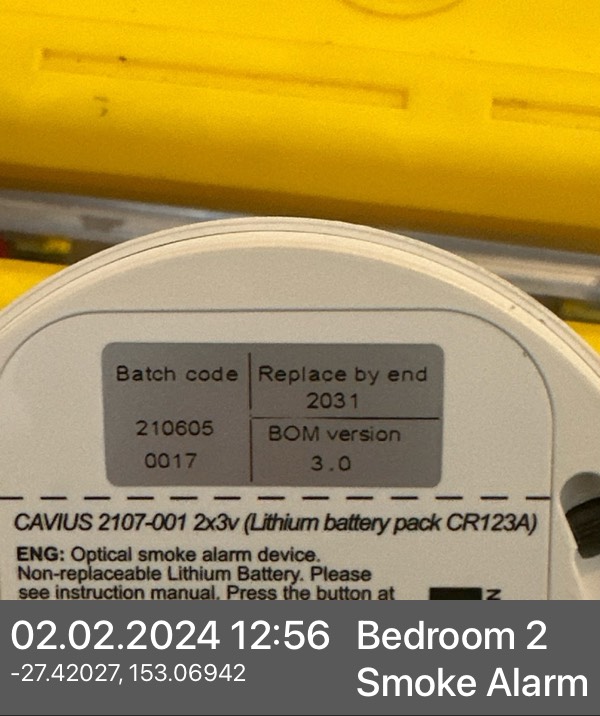 Batch code
210605
0017
Replace by end
2031
BOM version
3.0
CAVIUS 2107-001 2x3v (Lithium battery pack CR123A)
ENG: Optical smoke alarm device.
Non-replaceable Lithium Battery. Please
see instruction manual. Press the button at
N
02.02.2024 12:56
-27.42027, 153.06942
Bedroom 2
Smoke Alarm